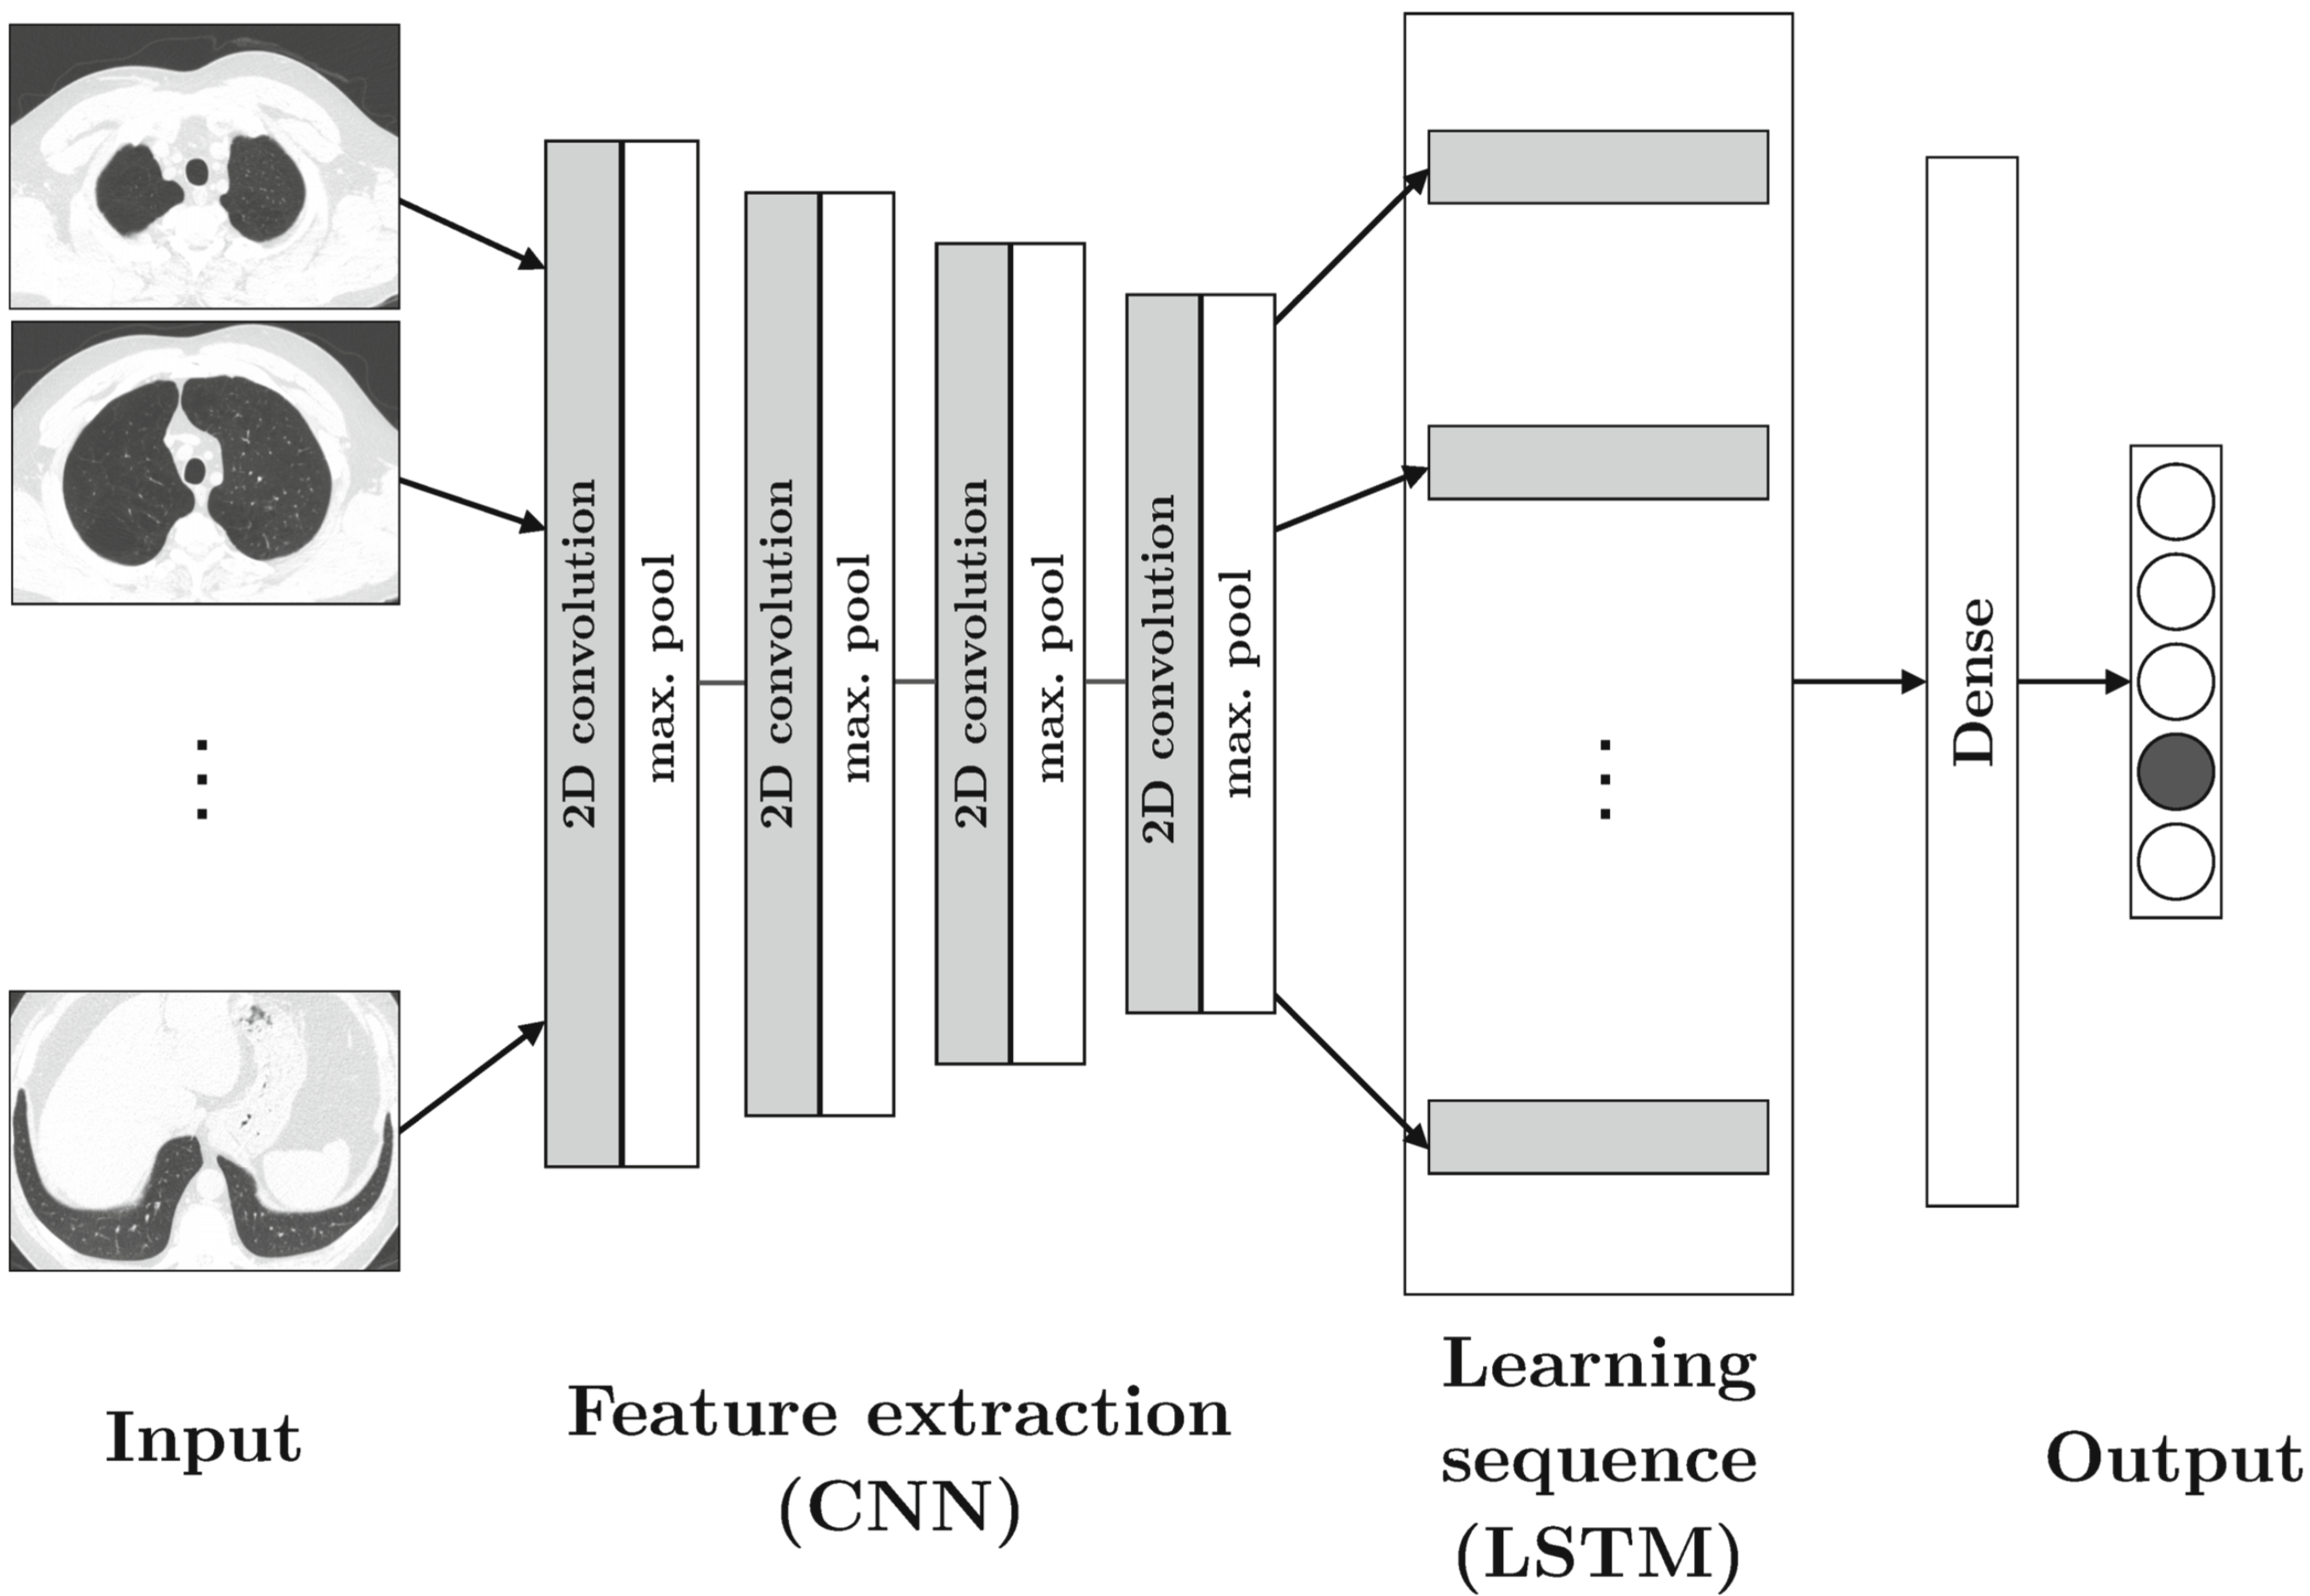 2D convolution
max. pool
2D convolution
max. pool
2D convolution
max. pool
2D convolution
max. pool
Dense
Input
Feature extraction
(CNN)
Learning
sequence
(LSTM)
Output